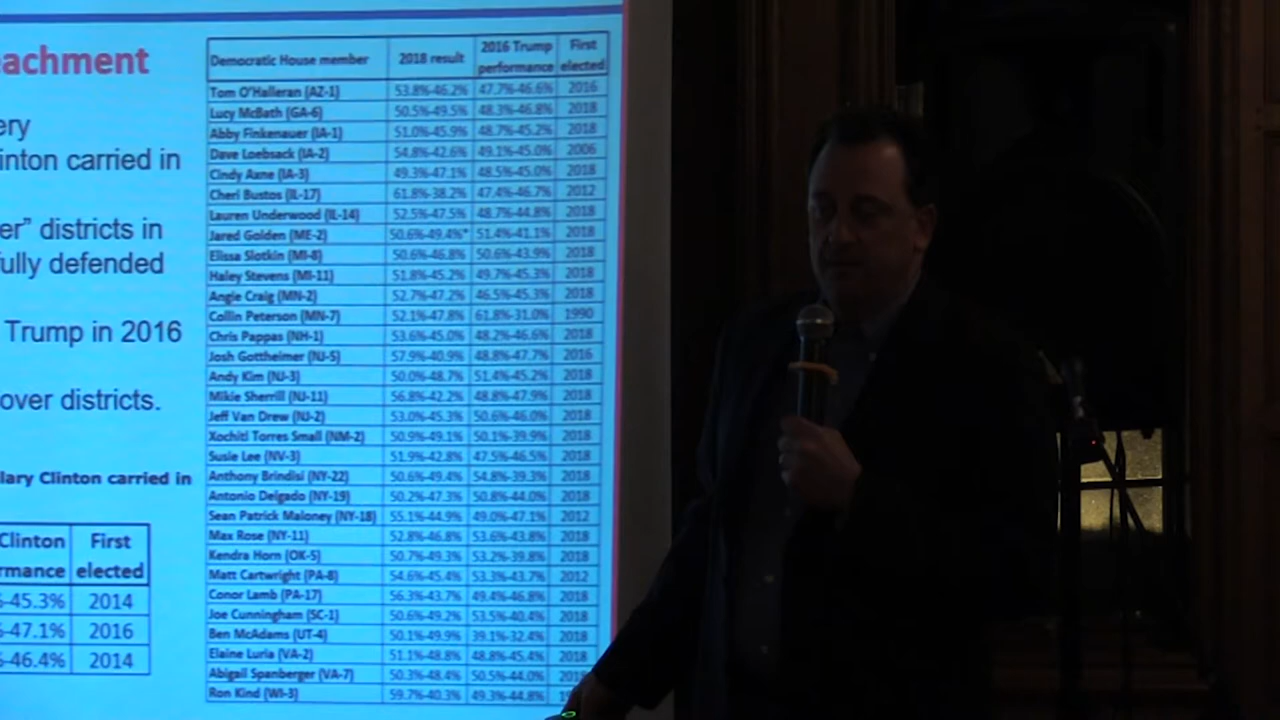 eachment
ery
inton carried in
er” districts in
fully defended
Trump in 2016
over districts.
lary Clinton carried in
Clinton First
rmance elected
-45.3% 2014
-47.1% 2016
-46.4% 2014
Democratic House member 2018 result 2016 Trump performance First elected
Tom O'Halleran (AZ-1) 53.8%-46.2% 47.7%-46.6% 2016
Lucy McBath (GA-6) 50.5%-49.5% 48.3%-46.8% 2018
Abby Finkenauer (IA-1) 51.0%-45.9% 48.7%-45.2% 2018
Dave Loebsack (IA-2) 54.8%-42.6% 49.1%-45.0% 2006
Cindy Axne (IA-3) 49.3%-47.1% 48.5%-45.0% 2018
Cheri Bustos (IL-17) 61.8%-38.2% 47.4%-46.7% 2012
Lauren Underwood (IL-14) 52.5%-47.5% 48.7%-44.8% 2018
Jared Golden (ME-2) 50.6%-49.4%* 51.4%-41.1% 2018
Elissa Slotkin (MI-8) 50.6%-46.8% 50.6%-43.9% 2018
Haley Stevens (MI-11) 51.8%-45.2% 49.7%-45.3% 2018
Angie Craig (MN-2) 52.7%-47.2% 46.5%-45.3% 2018
Collin Peterson (MN-7) 52.1%-47.8% 61.8%-31.0% 1990
Chris Pappas (NH-1) 53.6%-45.0% 48.2%-46.6% 2018
Josh Gottheimer (NJ-5) 57.9%-40.9% 48.8%-47.7% 2016
Andy Kim (NJ-3) 50.0%-48.7% 51.4%-45.2% 2018
Mikie Sherrill (NJ-11) 56.8%-42.2% 48.8%-47.9% 2018
Jeff Van Drew (NJ-2) 53.0%-45.3% 50.6%-46.0% 2018
Xochitl Torres Small (NM-2) 50.9%-49.1% 50.1%-39.9% 2018
Susie Lee (NV-3) 51.9%-42.8% 47.5%-46.5% 2018
Anthony Brindisi (NY-22) 50.6%-49.4% 54.8%-39.3% 2018
Antonio Delgado (NY-19) 50.2%-47.3% 50.8%-44.0% 2018
Sean Patrick Maloney (NY-18) 55.1%-44.9% 49.0%-47.1% 2012
Max Rose (NY-11) 52.8%-46.8% 53.6%-43.8% 2018
Kendra Horn (OK-5) 50.7%-49.3% 53.2%-39.8% 2018
Matt Cartwright (PA-8) 54.6%-45.4% 53.3%-43.7% 2012
Conor Lamb (PA-17) 56.3%-43.7% 49.4%-46.8% 2018
Joe Cunningham (SC-1) 50.6%-49.2% 53.5%-40.4% 2018
Ben McAdams (UT-4) 50.1%-49.9% 39.1%-32.4% 2018
Elaine Luria (VA-2) 51.1%-48.8% 48.8%-45.4% 2018
Abigail Spanberger (VA-7) 50.3%-48.4% 50.5%-44.0% 201
Ron Kind (WI-3) 59.7%-40.3% 49.3%-44.8% 19